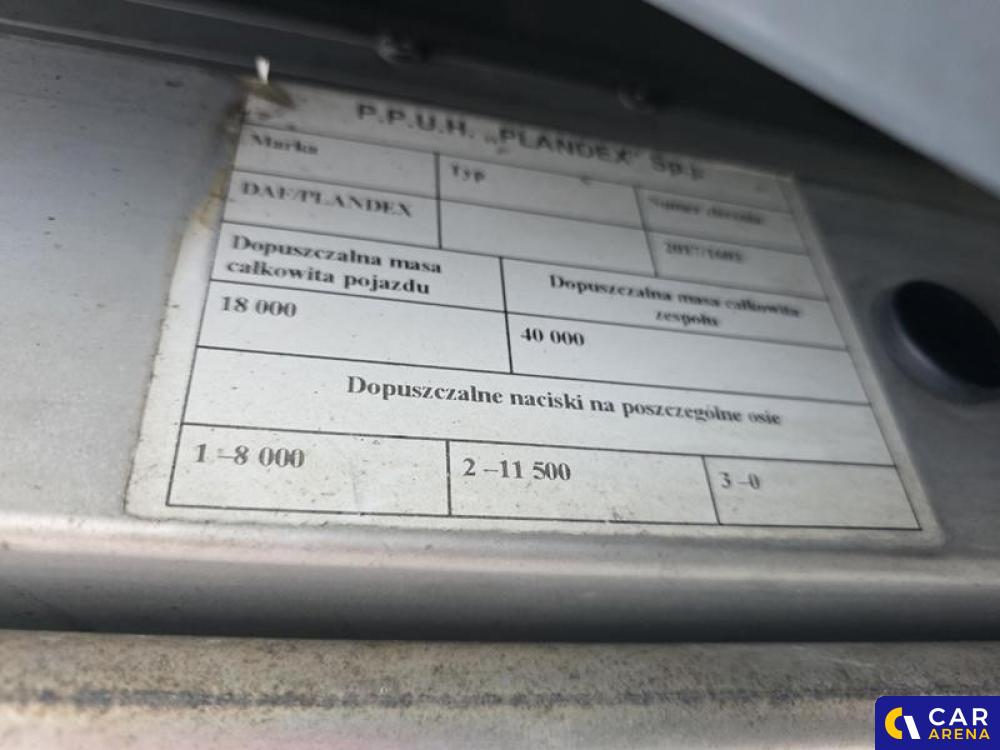 P.P.U.H. „PLANDEX" Sp.j.
Marka
Typ
Numer
DAF/PLANDEX
Dopuszczalna masa
całkowita pojazdu
Dopuszczalna masa całkowita
zespołu
18 000
40 000
Dopuszczalne naciski na poszczególne osie
1 –8 000
2 –11 500
3 –0
CAR
ARENA